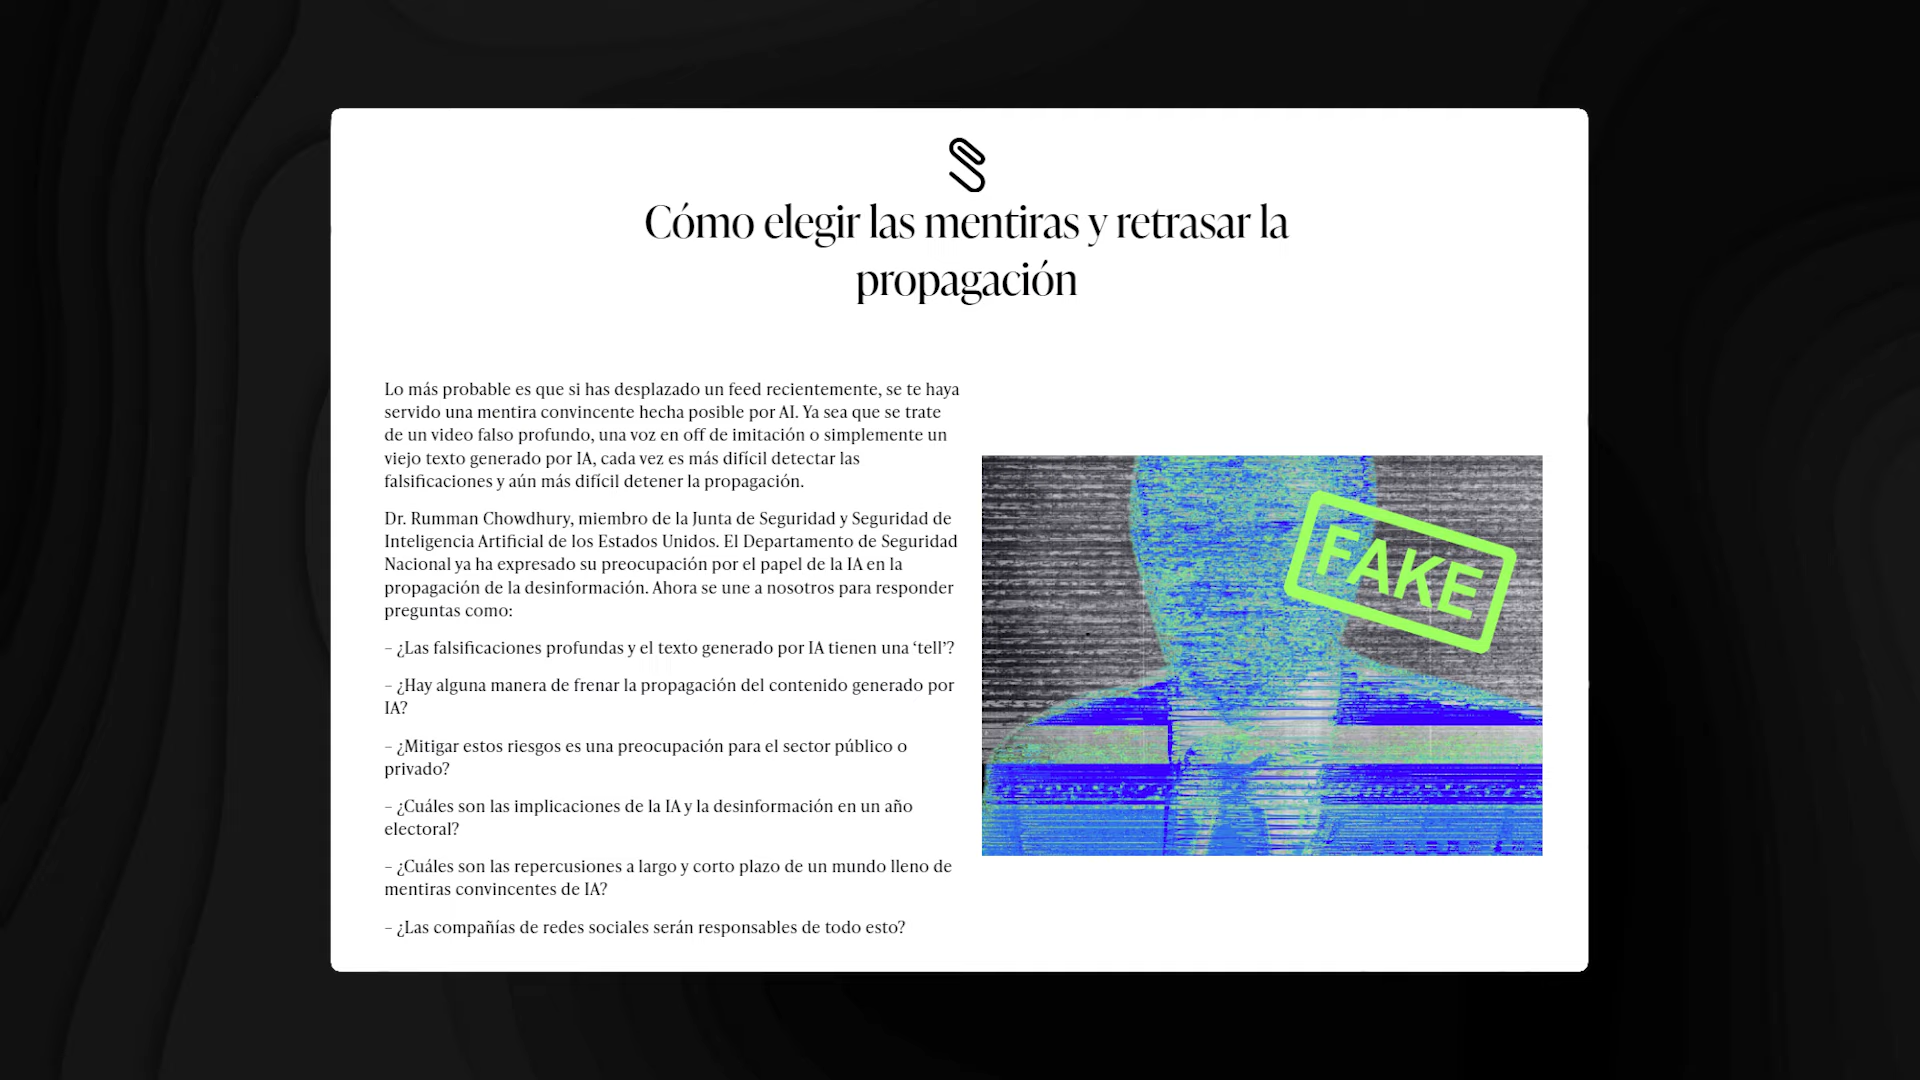 Cómo elegir las mentiras y retrasar la
propagación
Lo más probable es que si has desplazado un feed recientemente, se te haya
servido una mentira convincente hecha posible por AI. Ya sea que se trate
de un video falso profundo, una voz en off de imitación o simplemente un
viejo texto generado por IA, cada vez es más difícil detectar las
falsificaciones y aún más difícil detener la propagación.
Dr. Rumman Chowdhury, miembro de la Junta de Seguridad y Seguridad de
Inteligencia Artificial de los Estados Unidos. El Departamento de Seguridad
Nacional ya ha expresado su preocupación por el papel de la IA en la
propagación de la desinformación. Ahora se une a nosotros para responder
preguntas como:
– ¿Las falsificaciones profundas y el texto generado por IA tienen una ‘tell’?
– ¿Hay alguna manera de frenar la propagación del contenido generado por
IA?
– ¿Mitigar estos riesgos es una preocupación para el sector público o
privado?
– ¿Cuáles son las implicaciones de la IA y la desinformación en un año
electoral?
– ¿Cuáles son las repercusiones a largo y corto plazo de un mundo lleno de
mentiras convincentes de IA?
– ¿Las compañías de redes sociales serán responsables de todo esto?
FAKE